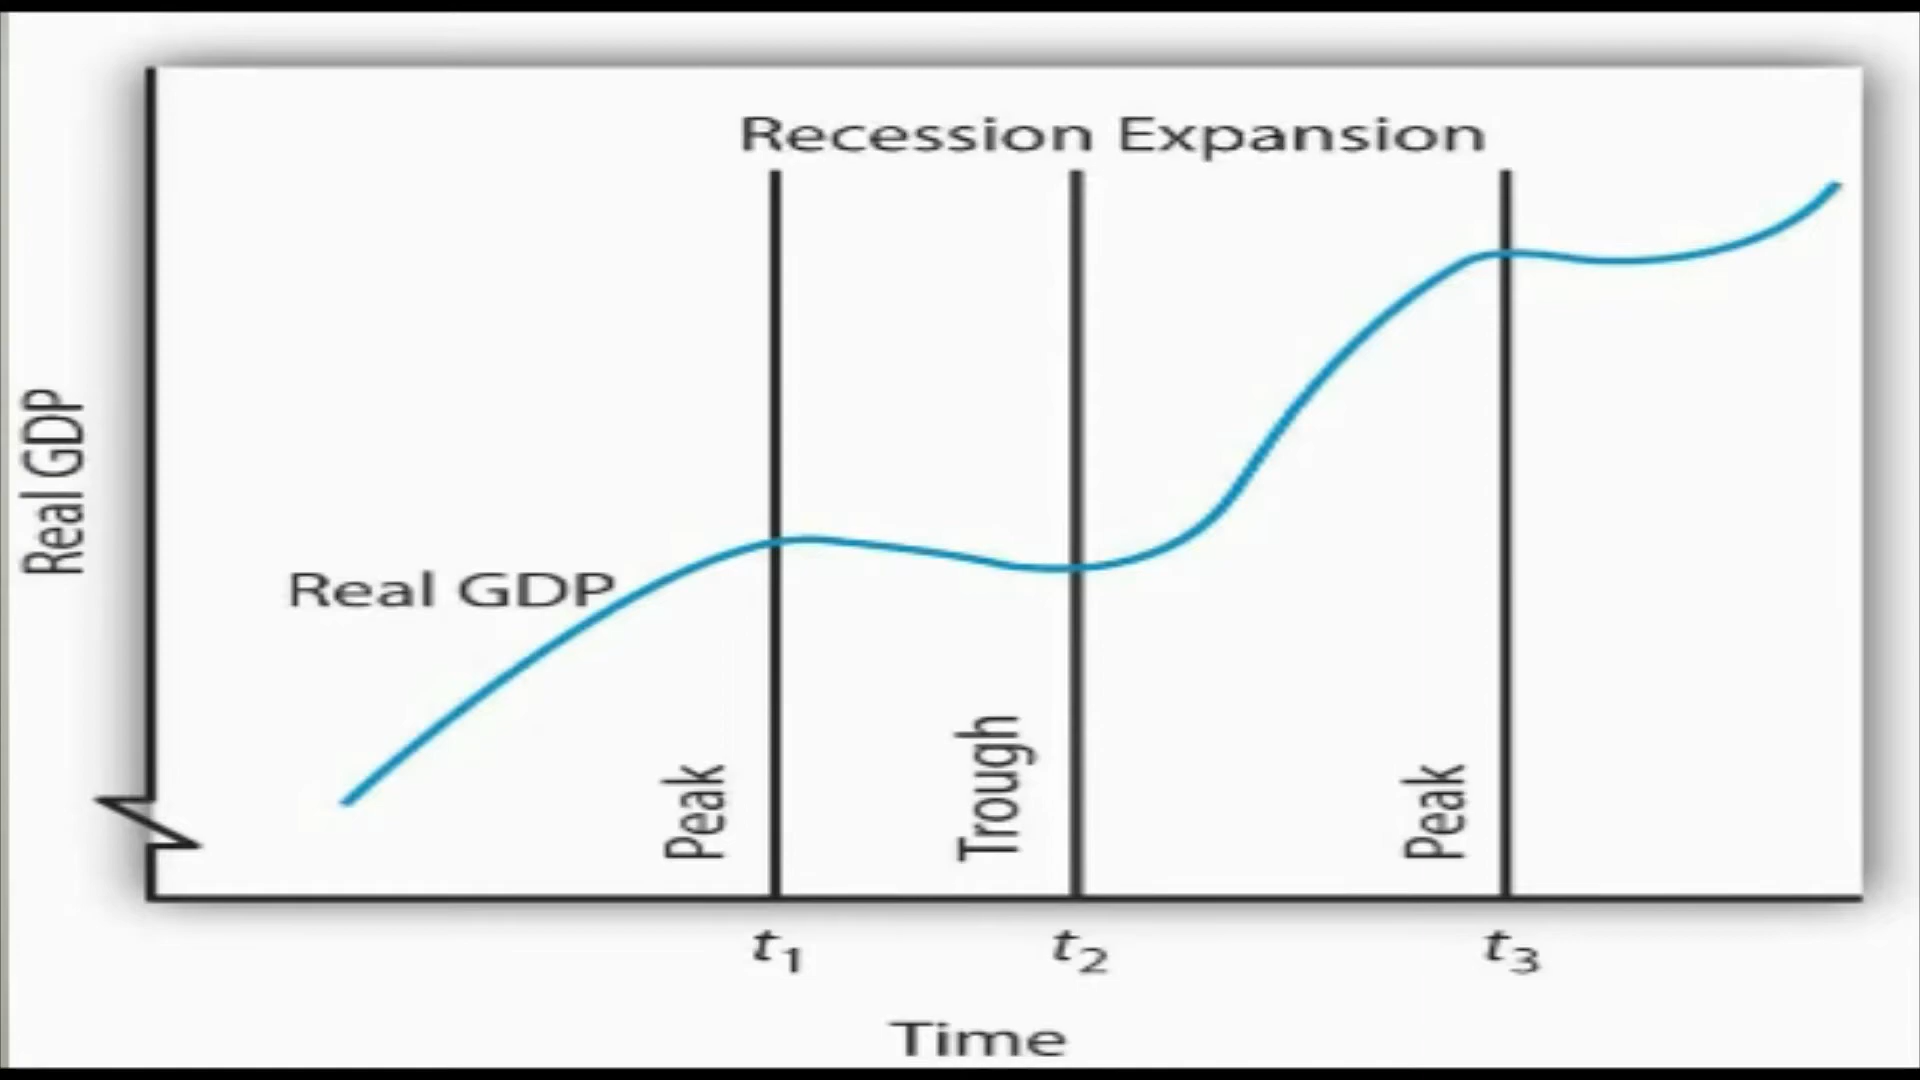 Recession Expansion
Real GDP
Real GDP
Peak
Trough
Peak
t1
t2
t3
Time